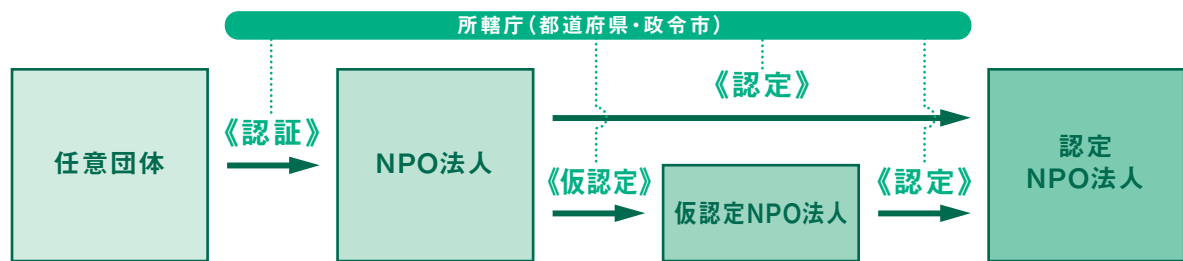 所轄庁(都道府県・政令市)
任意団体
《認証》
NPO法人
《認定》
《仮認定》
仮認定NPO法人
《認定》
認定
NPO法人